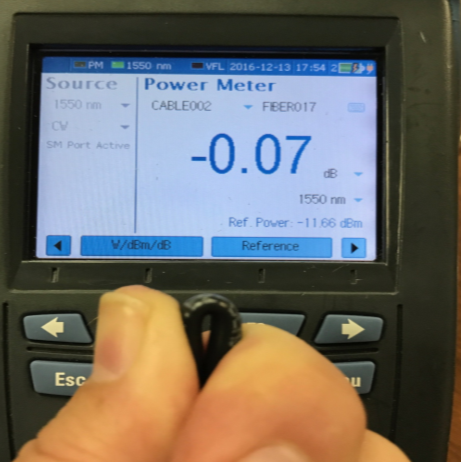 PM 1550 nm VFL 2016-12-13 17:54
Source
Power Meter
1550 nm
CABLE002 FIBER017
CW
SM Port Active
-0.07
dB
1550 nm
Ref. Power: -11.66 dBm
W/dBm/dB Reference
Esc